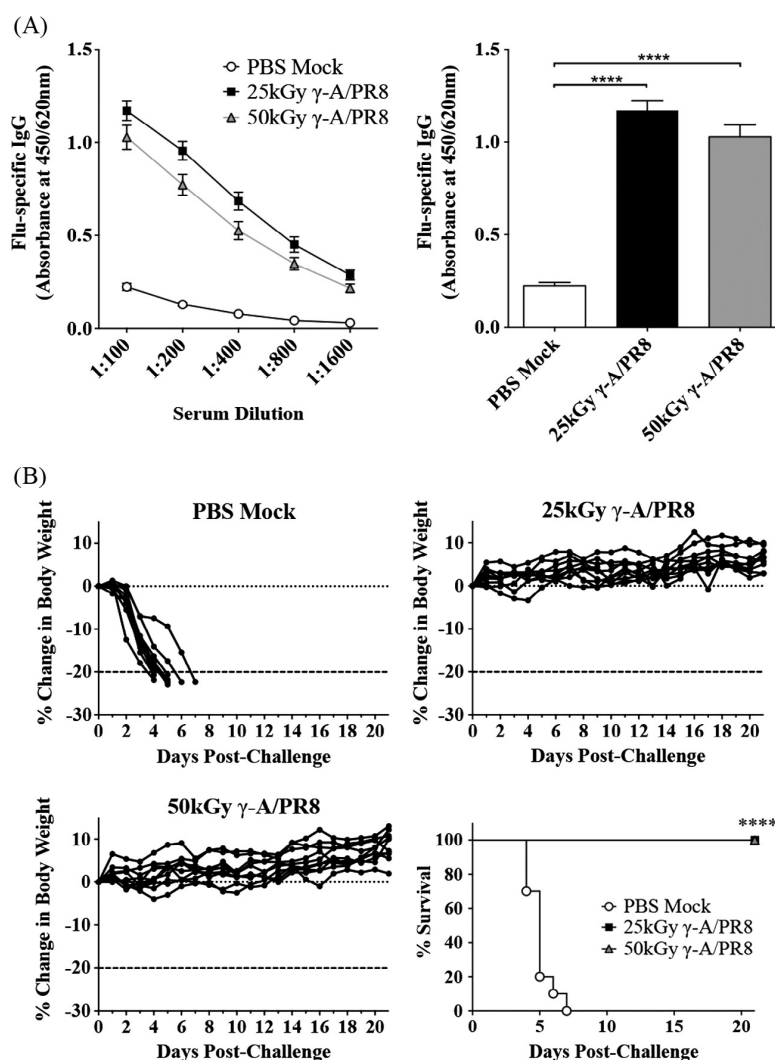 (A)
Flu-specific IgG
(Absorbance at 450/620nm)
1.5
1.0
0.5
0.0
PBS Mock
25kGy γ-A/PR8
50kGy γ-A/PR8
1:100
1:200
1:400
1:800
1:1600
Serum Dilution
Flu-specific IgG
(Absorbance at 450/620nm)
1.5
1.0
0.5
0.0
****
****
PBS Mock
25kGy γ-A/PR8
50kGy γ-A/PR8
(B)
PBS Mock
% Change in Body Weight
10
0
-10
-20
-30
0 2 4 6 8 10 12 14 16 18 20
Days Post-Challenge
25kGy γ-A/PR8
% Change in Body Weight
10
0
-10
-20
-30
0 2 4 6 8 10 12 14 16 18 20
Days Post-Challenge
50kGy γ-A/PR8
% Change in Body Weight
10
0
-10
-20
-30
0 2 4 6 8 10 12 14 16 18 20
Days Post-Challenge
****
% Survival
100
80
60
40
20
0
PBS Mock
25kGy γ-A/PR8
50kGy γ-A/PR8
0 5 10 15 20
Days Post-Challenge